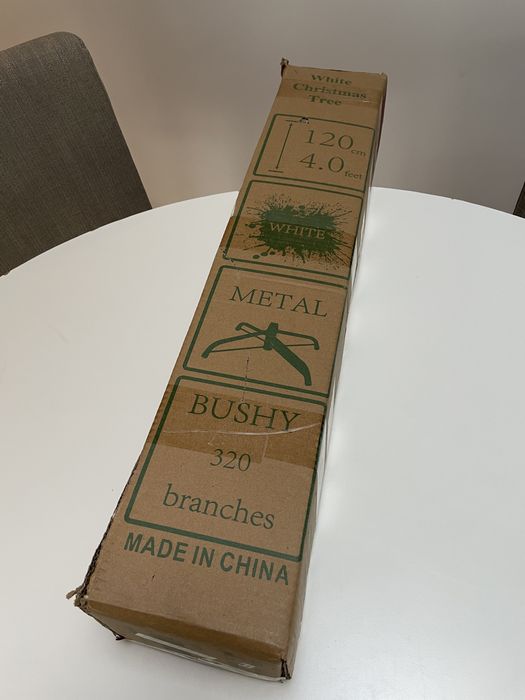 White
Christmas
Tree
120 cm
4.0 feet
WHITE
METAL
BUSHY
320
branches
MADE IN CHINA